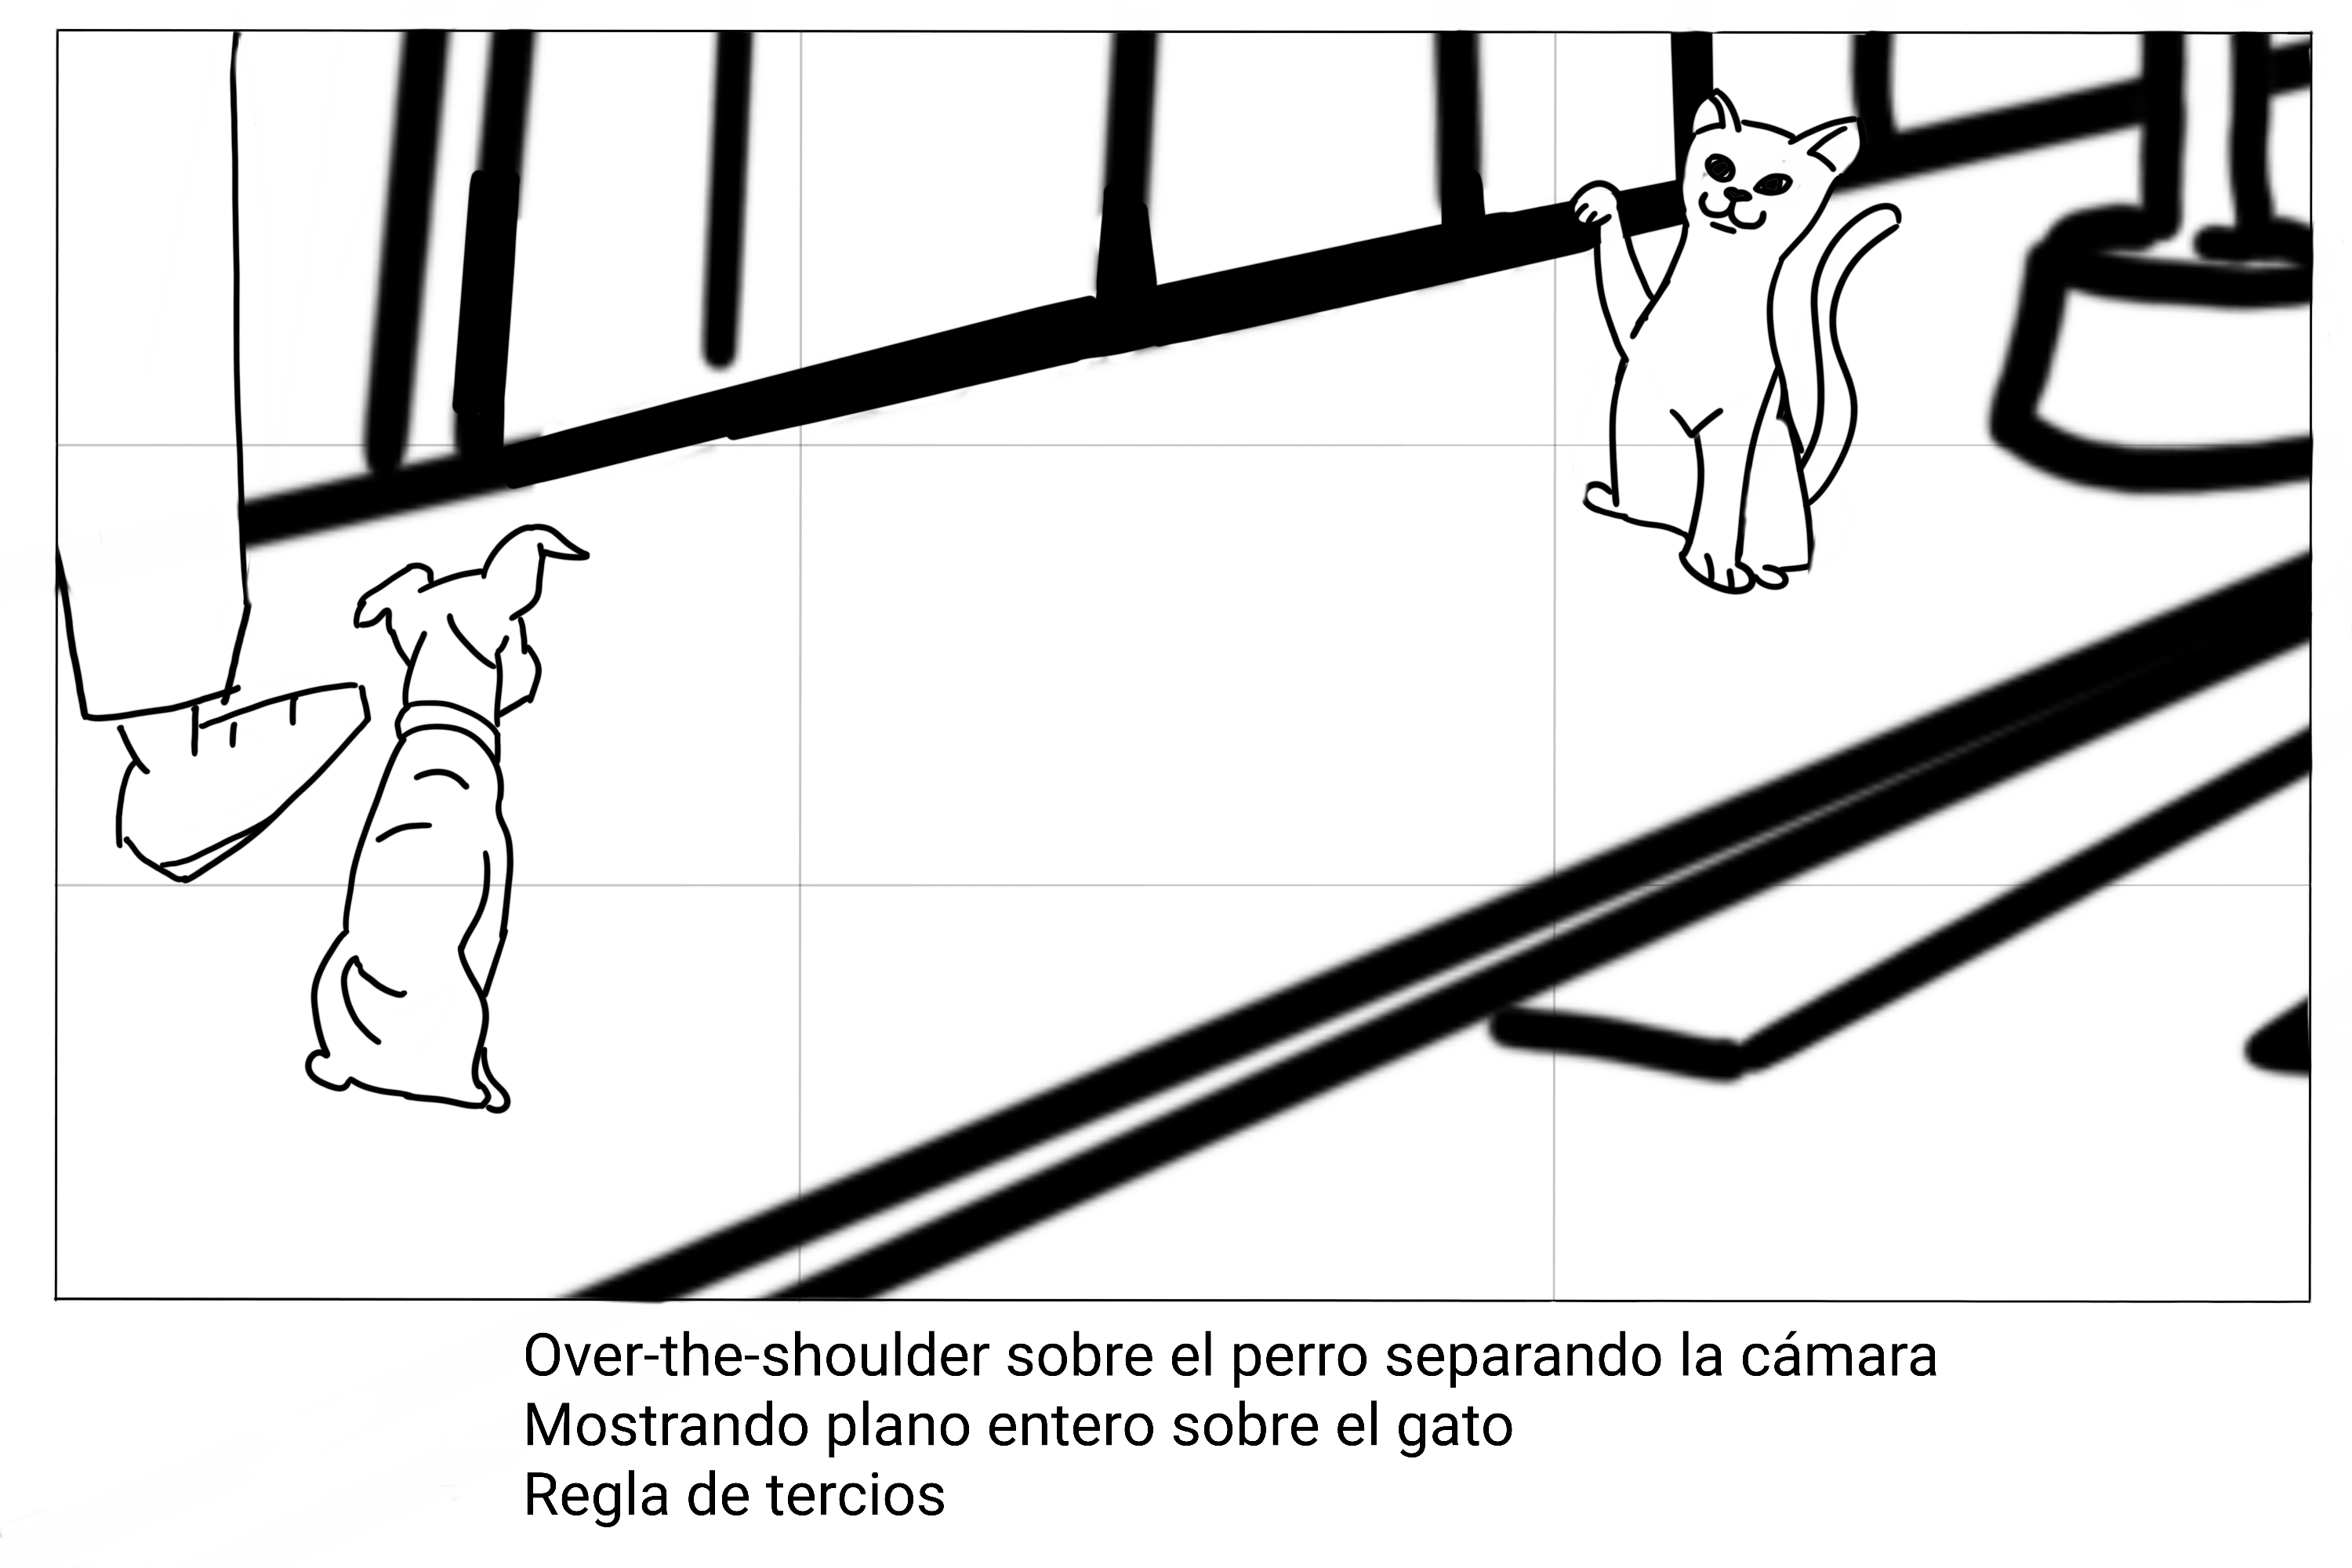 Over-the-shoulder sobre el perro separando la cámara
Mostrando plano entero sobre el gato
Regla de tercios